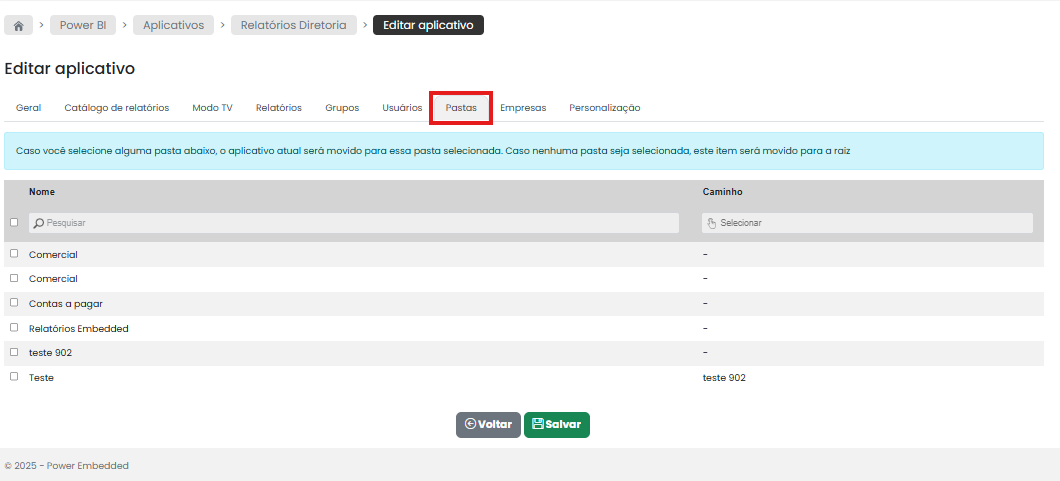 Power BI > Aplicativos > Relatórios Diretoria > Editar aplicativo
Editar aplicativo
Geral Catálogo de relatórios Modo TV Relatórios Grupos Usuários Pastas Empresas Personalização
Caso você selecione alguma pasta abaixo, o aplicativo atual será movido para essa pasta selecionada. Caso nenhuma pasta seja selecionada, este item será movido para a raiz
Nome Caminho
Pesquisar Selecionar
Comercial -
Comercial -
Contas a pagar -
Relatórios Embedded -
teste 902 -
Teste teste 902
Voltar Salvar
© 2025 - Power Embedded